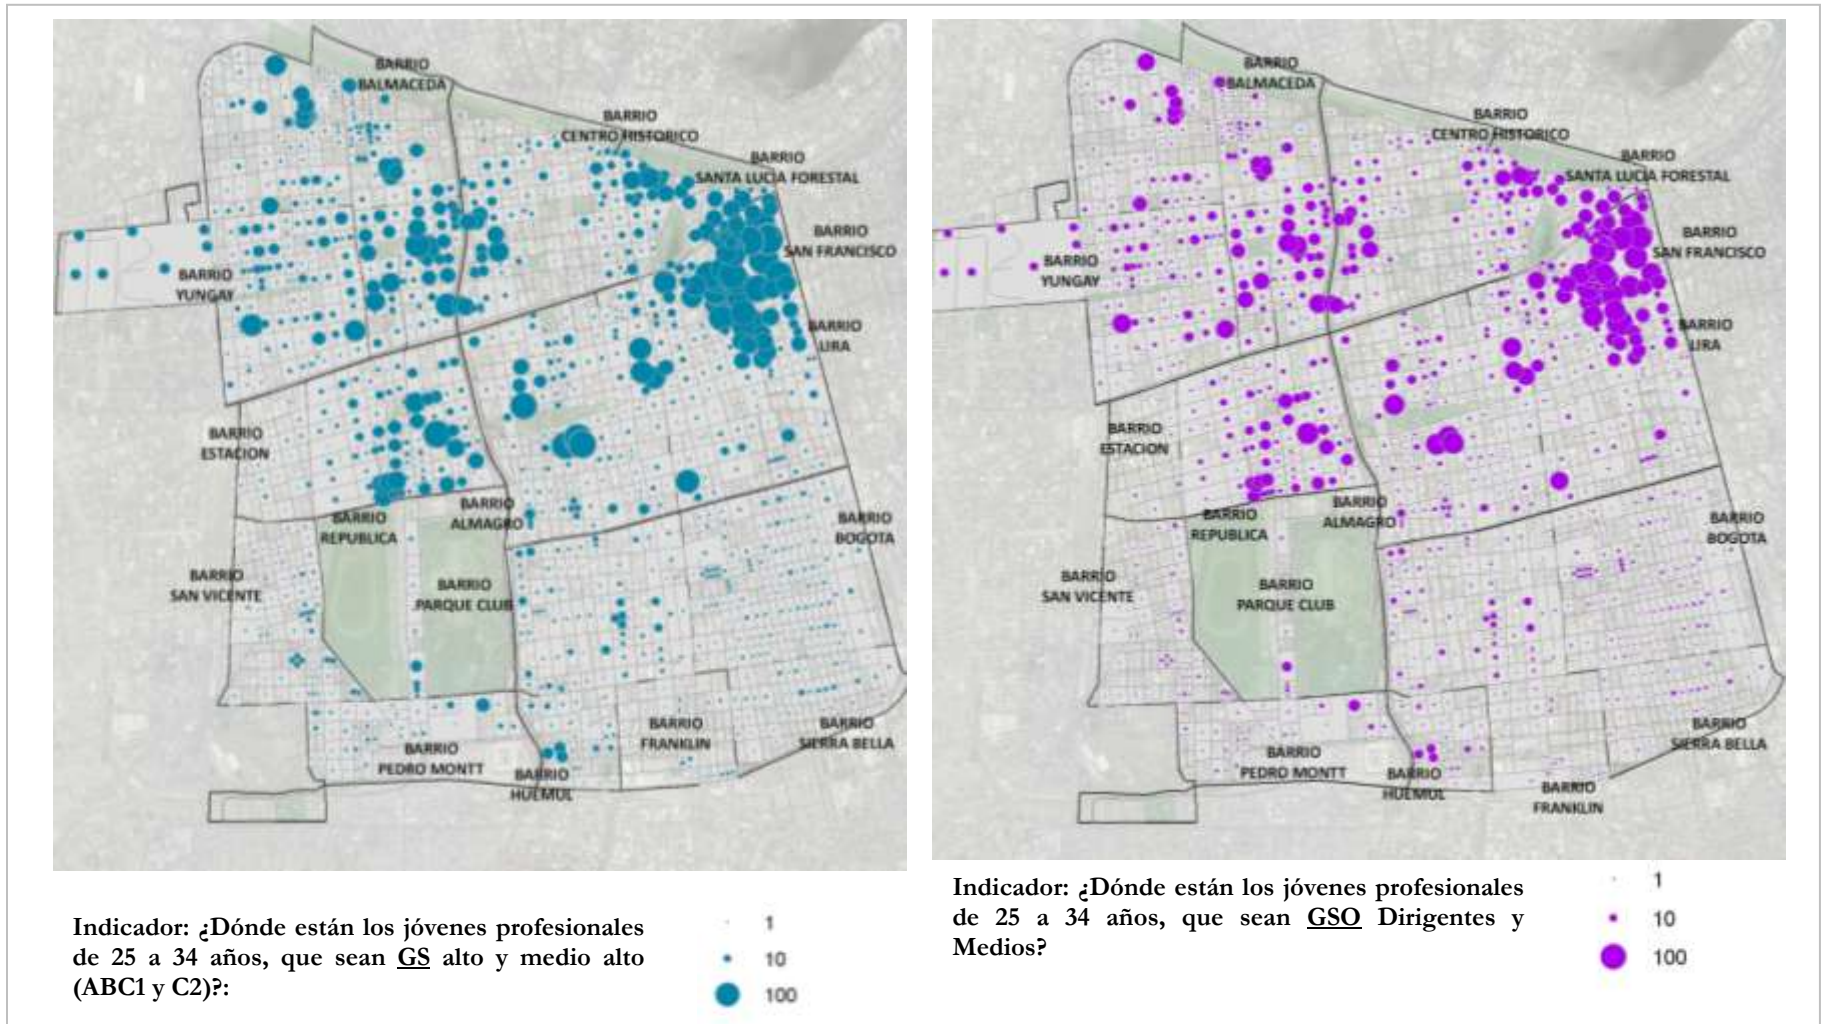 BARRIO
BALMACEDA
BARRIO
CENTRO HISTORICO
BARRIO
SANTA LUCIA FORESTAL
BARRIO
SAN FRANCISCO
BARRIO
YUNGAY
BARRIO
LIRA
BARRIO
ESTACION
BARRIO
REPUBLICA
BARRIO
ALMAGRO
BARRIO
BOGOTA
BARRIO
SAN VICENTE
BARRIO
PARQUE CLUB
BARRIO
FRANKLIN
BARRIO
SIERRA BELLA
BARRIO
PEDRO MONTT
BARRIO
HUEMUL
Indicador: ¿Dónde están los jóvenes profesionales
de 25 a 34 años, que sean GS alto y medio alto
(ABC1 y C2)?:
1
10
100
BARRIO
BALMACEDA
BARRIO
CENTRO HISTORICO
BARRIO
SANTA LUCIA FORESTAL
BARRIO
SAN FRANCISCO
BARRIO
YUNGAY
BARRIO
LIRA
BARRIO
ESTACION
BARRIO
REPUBLICA
BARRIO
ALMAGRO
BARRIO
BOGOTA
BARRIO
SAN VICENTE
BARRIO
PARQUE CLUB
BARRIO
SIERRA BELLA
BARRIO
PEDRO MONTT
BARRIO
HUEMUL
BARRIO
FRANKLIN
Indicador: ¿Dónde están los jóvenes profesionales
de 25 a 34 años, que sean GSO Dirigentes y
Medios?
1
10
100